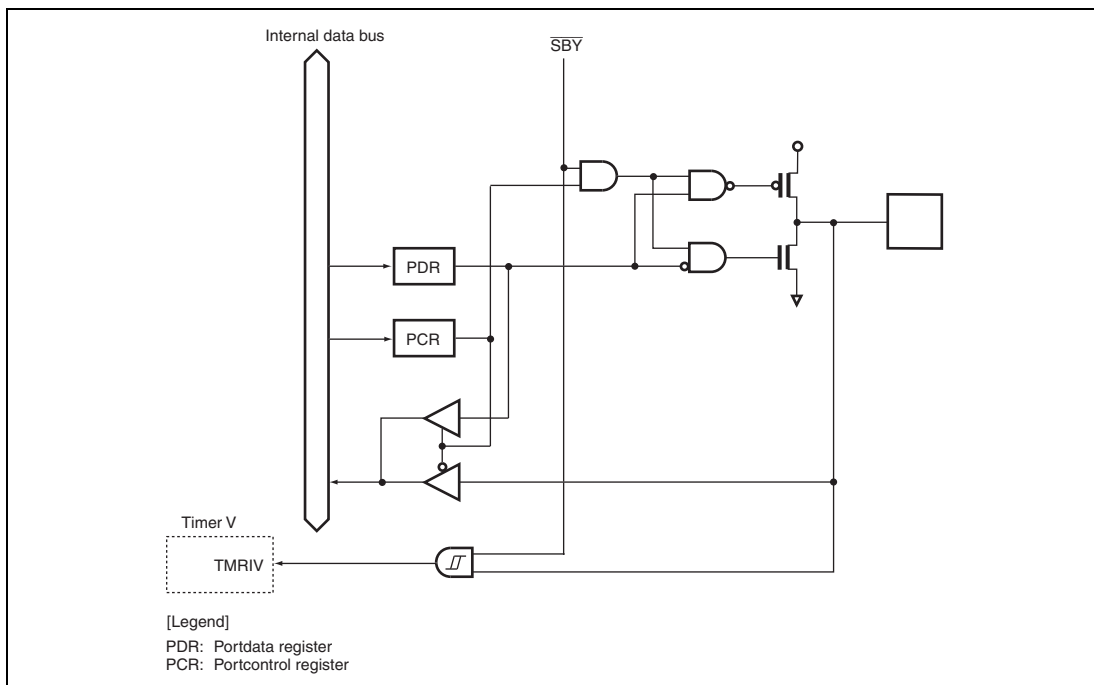 Internal data bus
SBY
PDR
PCR
Timer V
TMRIV
[Legend]
PDR: Portdata register
PCR: Portcontrol register